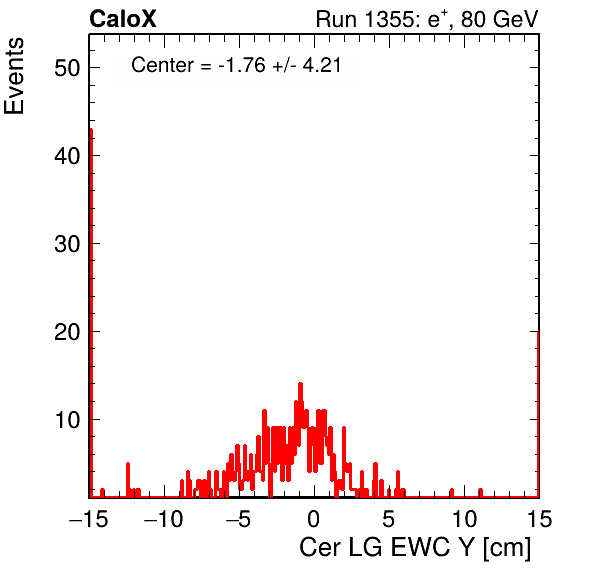 CaloX Run 1355: e⁺, 80 GeV
Center = -1.76 +/- 4.21
Events
50
40
30
20
10
−15 −10 −5 0 5 10 15
Cer LG EWC Y [cm]